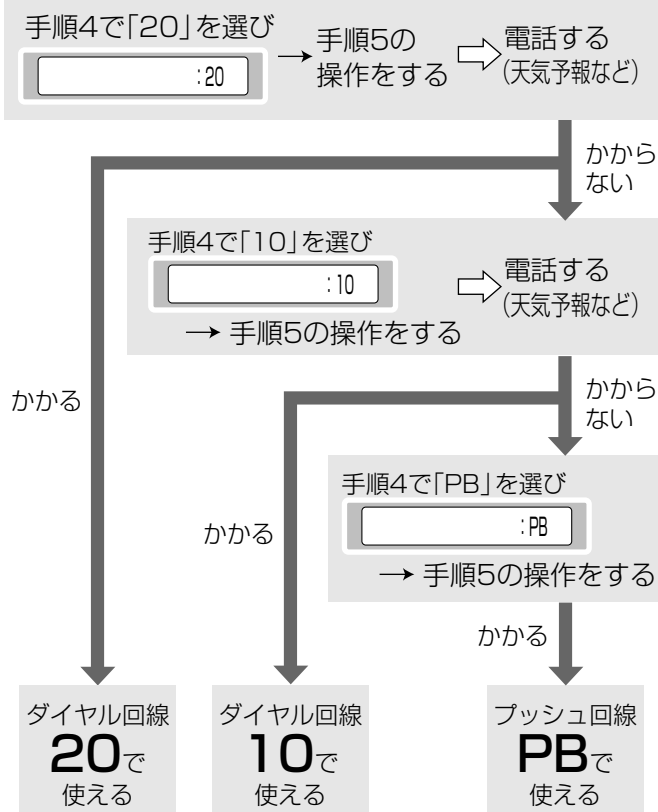 手順4で「20」を選び
:20
→ 手順5の
操作をする
電話する
(天気予報など)
かから
ない
手順4で「10」を選び
:10
→ 手順5の操作をする
電話する
(天気予報など)
かかる
かから
ない
手順4で「PB」を選び
:PB
→ 手順5の操作をする
かかる
かかる
ダイヤル回線
20で
使える
ダイヤル回線
10で
使える
プッシュ回線
PBで
使える